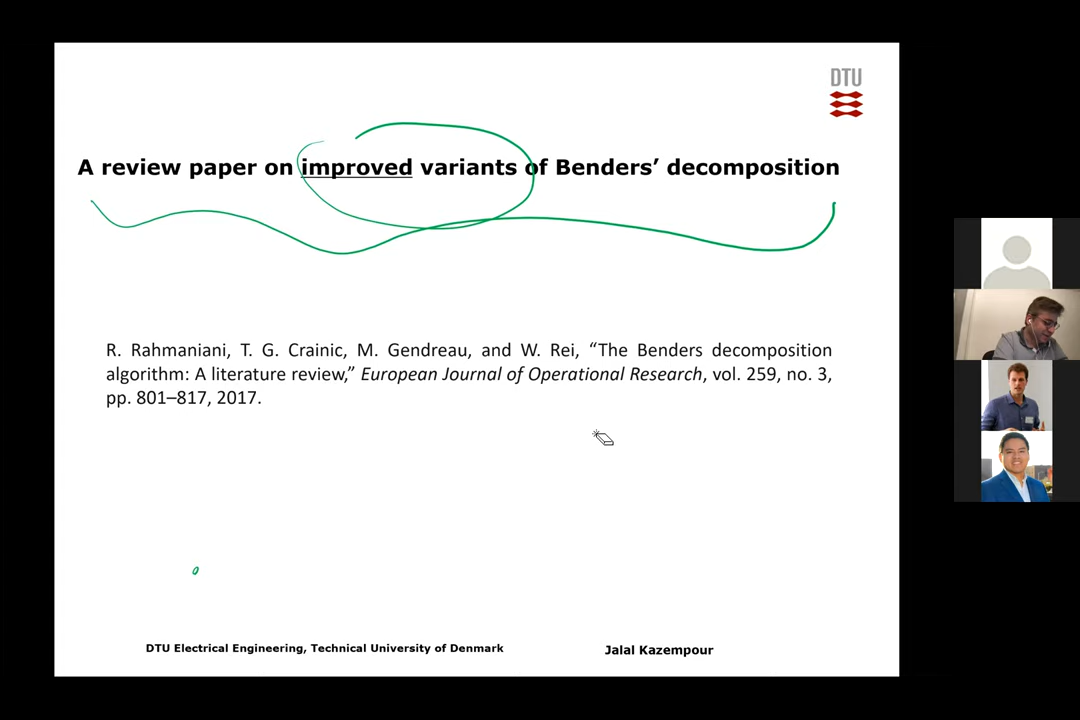 DTU
A review paper on improved variants of Benders’ decomposition
R. Rahmaniani, T. G. Crainic, M. Gendreau, and W. Rei, “The Benders decomposition
algorithm: A literature review,” European Journal of Operational Research, vol. 259, no. 3,
pp. 801–817, 2017.
DTU Electrical Engineering, Technical University of Denmark
Jalal Kazempour